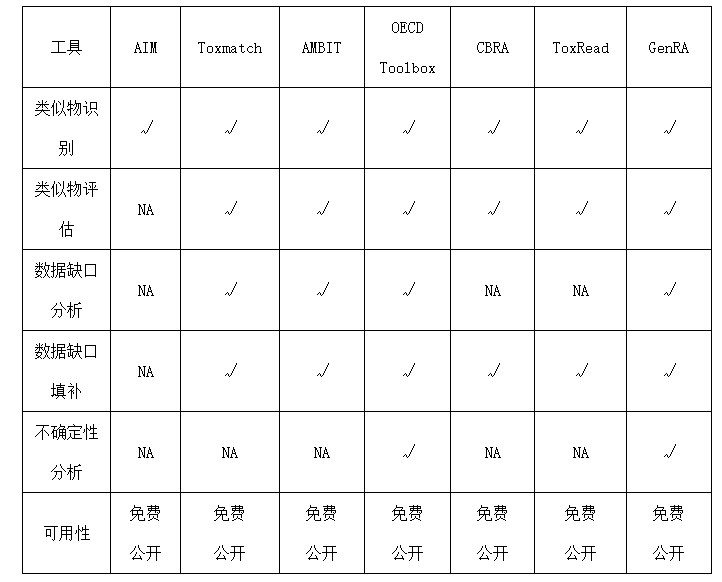 工具 AIM Toxmatch AMBIT OECD Toolbox CBRA ToxRead GenRA
类似物识别 √ √ √ √ √ √ √
类似物评估 NA √ √ √ √ √ √
数据缺口分析 NA √ √ √ NA NA √
数据缺口填补 NA √ √ √ √ √ √
不确定性分析 NA NA NA √ NA NA √
可用性 免费公开 免费公开 免费公开 免费公开 免费公开 免费公开 免费公开